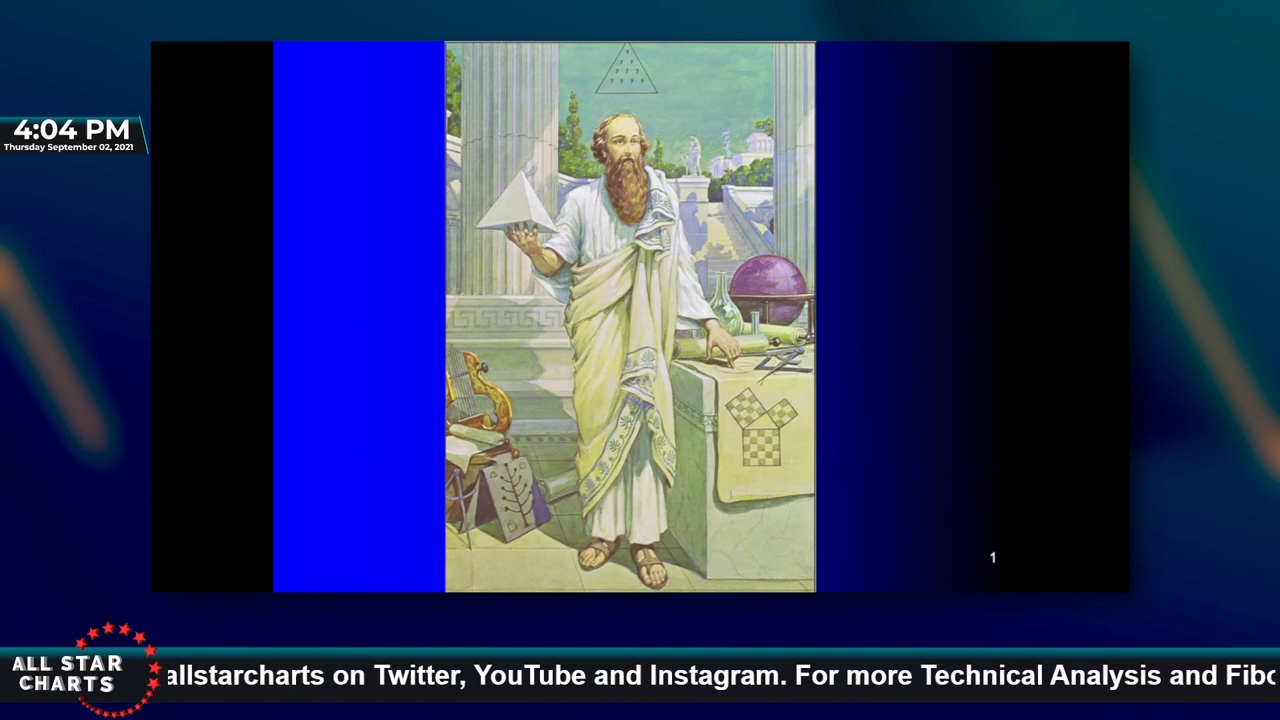 4:04 PM
Thursday September 02, 2021
1
ALL STAR
CHARTS
allstarcharts on Twitter, YouTube and Instagram. For more Technical Analysis and Fibo